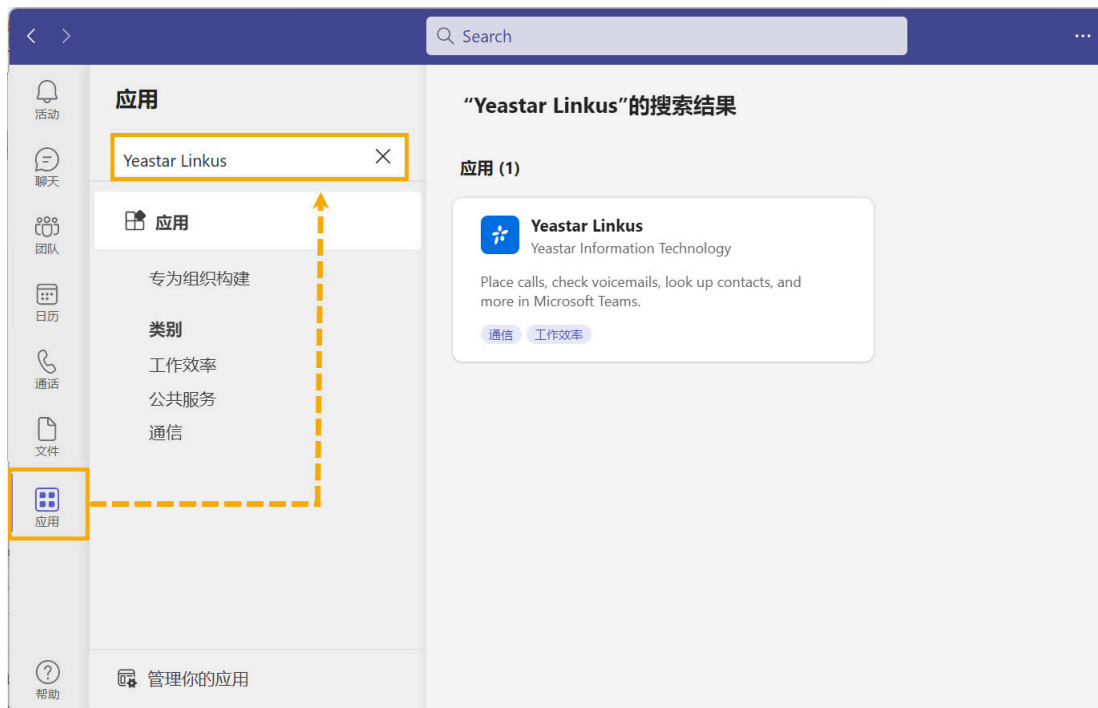 Search
活动
聊天
团队
日历
通话
文件
应用
帮助
应用
Yeastar Linkus
应用
专为组织构建
类别
工作效率
公共服务
通信
管理你的应用
“Yeastar Linkus”的搜索结果
应用 (1)
Yeastar Linkus
Yeastar Information Technology
Place calls, check voicemails, look up contacts, and
more in Microsoft Teams.
通信 工作效率